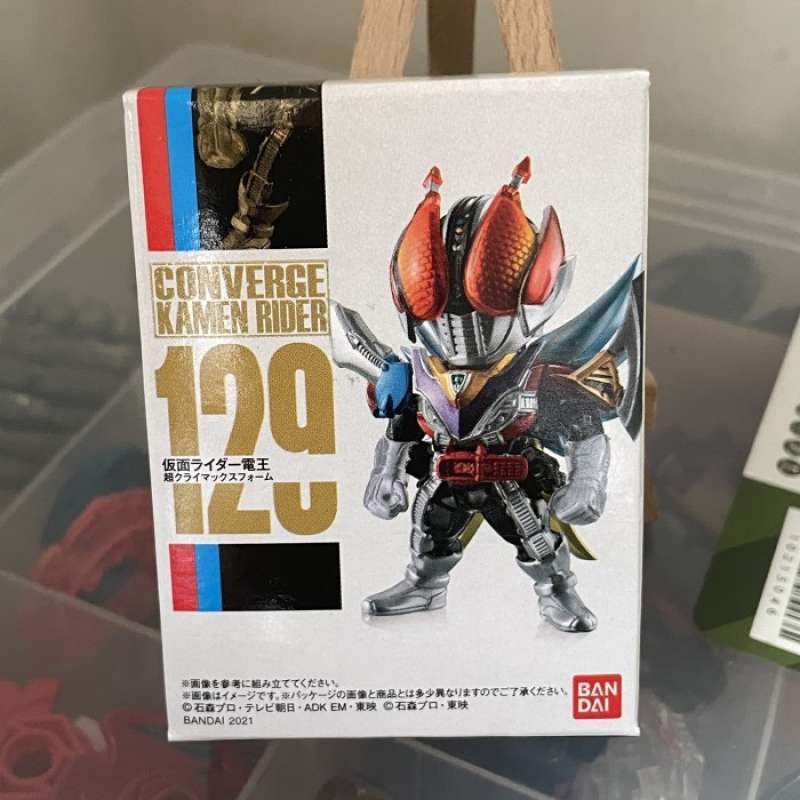 CONVERGE
KAMEN RIDER
129
仮面ライダー電王
超クライマックスフォーム
※画像を参考に組み立ててください。
※画像はイメージです。※パッケージの画像と商品とは多少異なりますのでご了承ください。
©石森プロ・テレビ朝日・ADK EM・東映 ©石森プロ・東映
BANDAI 2021
BAN
DAI